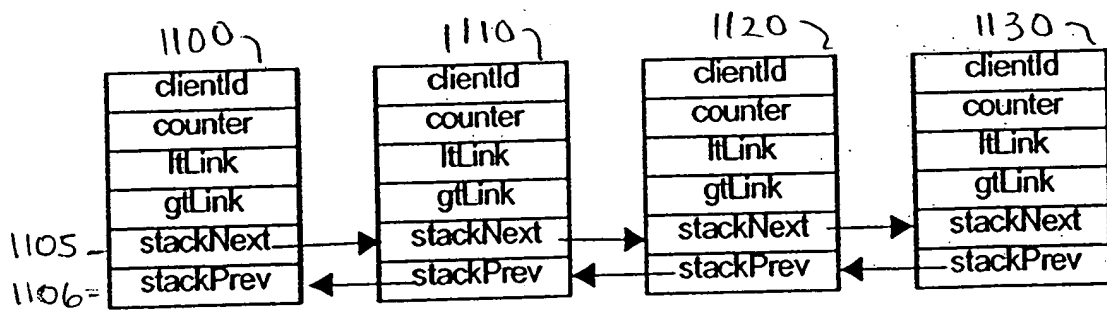 1100 1110 1120 1130
clientId clientId clientId clientId
counter counter counter counter
ltLink ltLink ltLink ltLink
gtLink gtLink gtLink gtLink
1105 stackNext stackNext stackNext stackNext
1106 stackPrev stackPrev stackPrev stackPrev